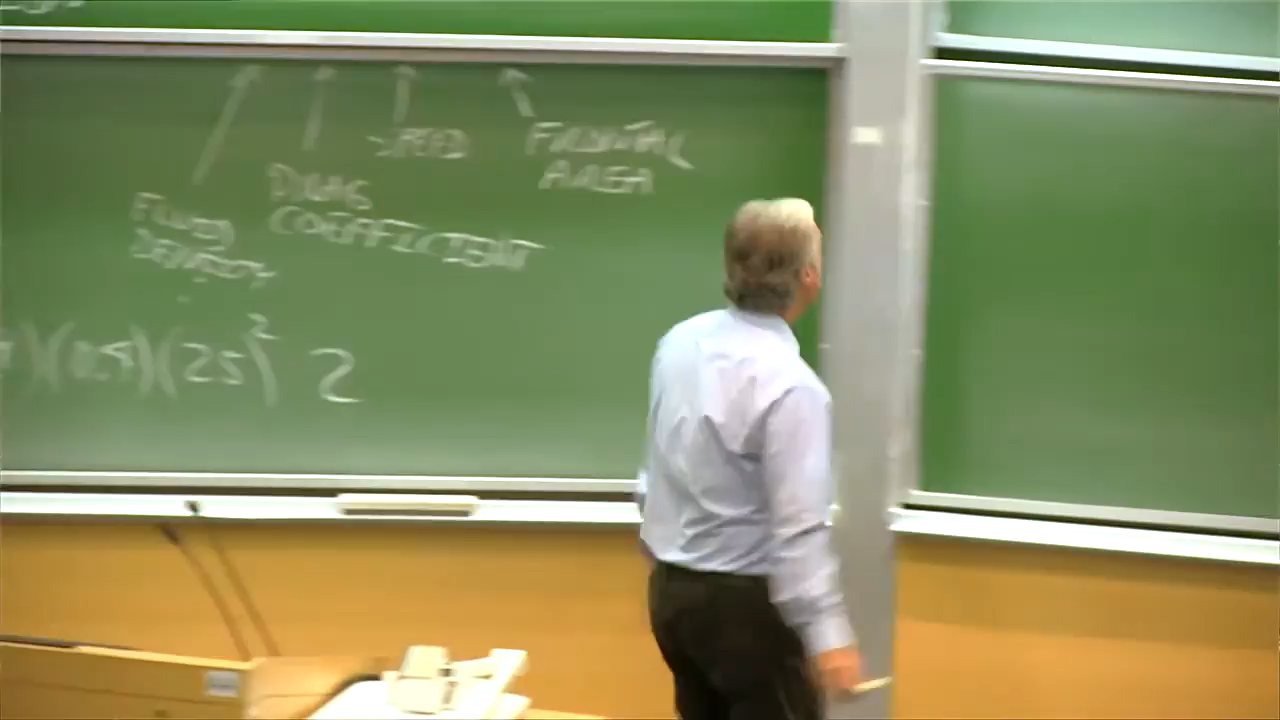 SPEED
FRONTAL
AREA
DRAG
COEFFICIENT
FLUID
DENSITY
)(0.5)(25)² 2